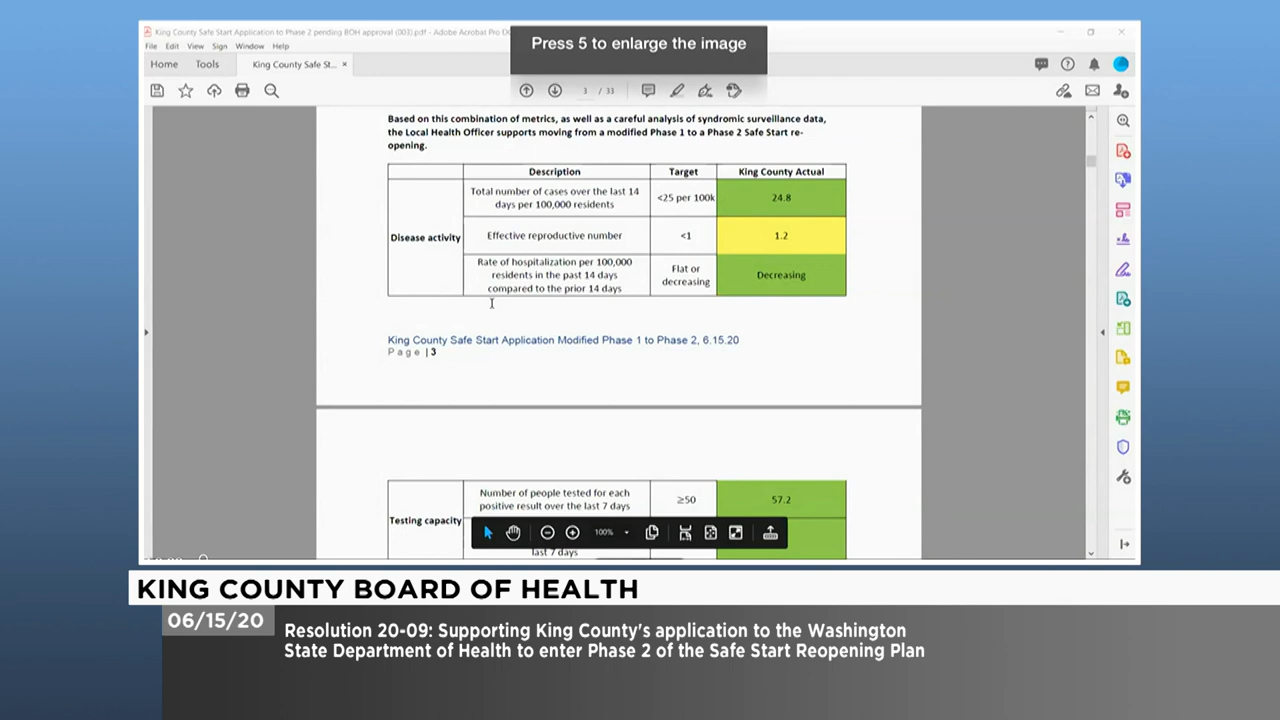 King County Safe Start Application to Phase 2 pending BOH approval (003).pdf - Adobe Acrobat Pro
File Edit View Sign Window Help
Press 5 to enlarge the image
Home Tools King County Safe St... ×
3 / 33
Based on this combination of metrics, as well as a careful analysis of syndromic surveillance data,
the Local Health Officer supports moving from a modified Phase 1 to a Phase 2 Safe Start re-
opening.
Description Target King County Actual
Disease activity
Total number of cases over the last 14
days per 100,000 residents
<25 per 100k
24.8
Effective reproductive number <1 1.2
Rate of hospitalization per 100,000
residents in the past 14 days
compared to the prior 14 days
Flat or
decreasing
Decreasing
King County Safe Start Application Modified Phase 1 to Phase 2, 6.15.20
Page | 3
Testing capacity
Number of people tested for each
positive result over the last 7 days
≥50
57.2
100%
last 7 days
KING COUNTY BOARD OF HEALTH
06/15/20
Resolution 20-09: Supporting King County's application to the Washington
State Department of Health to enter Phase 2 of the Safe Start Reopening Plan